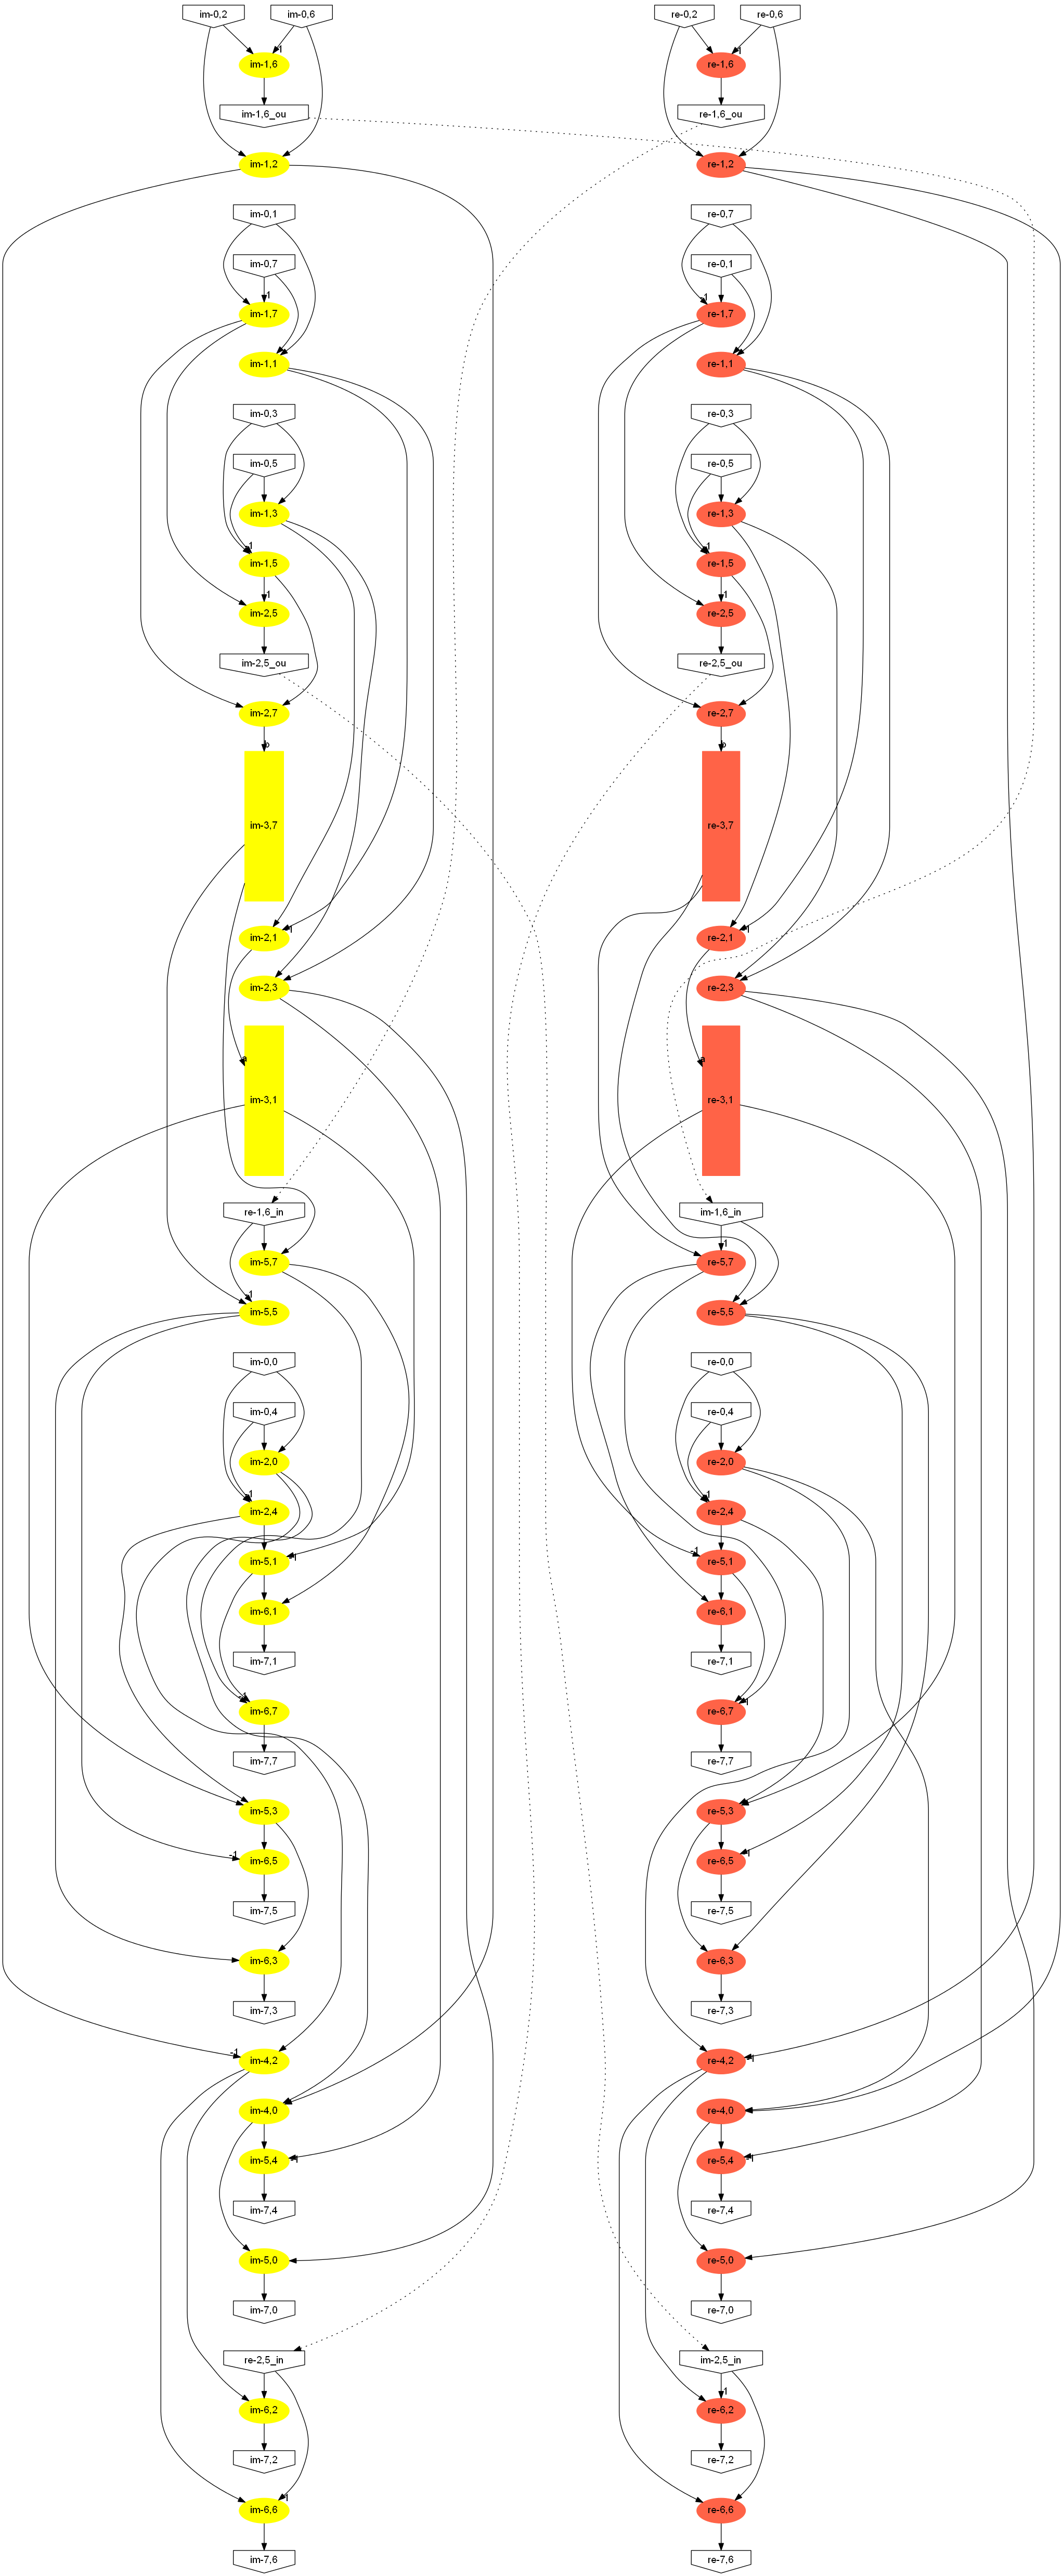 im-0,2 im-0,6 re-0,2 re-0,6
-1 -1
im-1,6 re-1,6
im-1,6_ou re-1,6_ou
im-1,2 re-1,2
im-0,1 re-0,7
im-0,7 re-0,1
-1 -1
im-1,7 re-1,7
im-1,1 re-1,1
im-0,3 re-0,3
im-0,5 re-0,5
im-1,3 re-1,3
-1 -1
im-1,5 re-1,5
-1 -1
im-2,5 re-2,5
im-2,5_ou re-2,5_ou
im-2,7 re-2,7
b b
im-3,7 re-3,7
im-2,1 -1 re-2,1 -1
im-2,3 re-2,3
a a
im-3,1 re-3,1
re-1,6_in im-1,6_in
-1
im-5,7 re-5,7
-1
im-5,5 re-5,5
im-0,0 re-0,0
im-0,4 re-0,4
im-2,0 re-2,0
-1 -1
im-2,4 re-2,4
im-5,1 -1 -1 re-5,1
im-6,1 re-6,1
im-7,1 re-7,1
-1 -1
im-6,7 re-6,7
im-7,7 re-7,7
im-5,3 re-5,3
-1 im-6,5 re-6,5 -1
im-7,5 re-7,5
im-6,3 re-6,3
im-7,3 re-7,3
-1 im-4,2 re-4,2 -1
im-4,0 re-4,0
im-5,4 -1 re-5,4 -1
im-7,4 re-7,4
im-5,0 re-5,0
im-7,0 re-7,0
re-2,5_in im-2,5_in
-1
im-6,2 re-6,2
im-7,2 re-7,2
-1
im-6,6 re-6,6
im-7,6 re-7,6